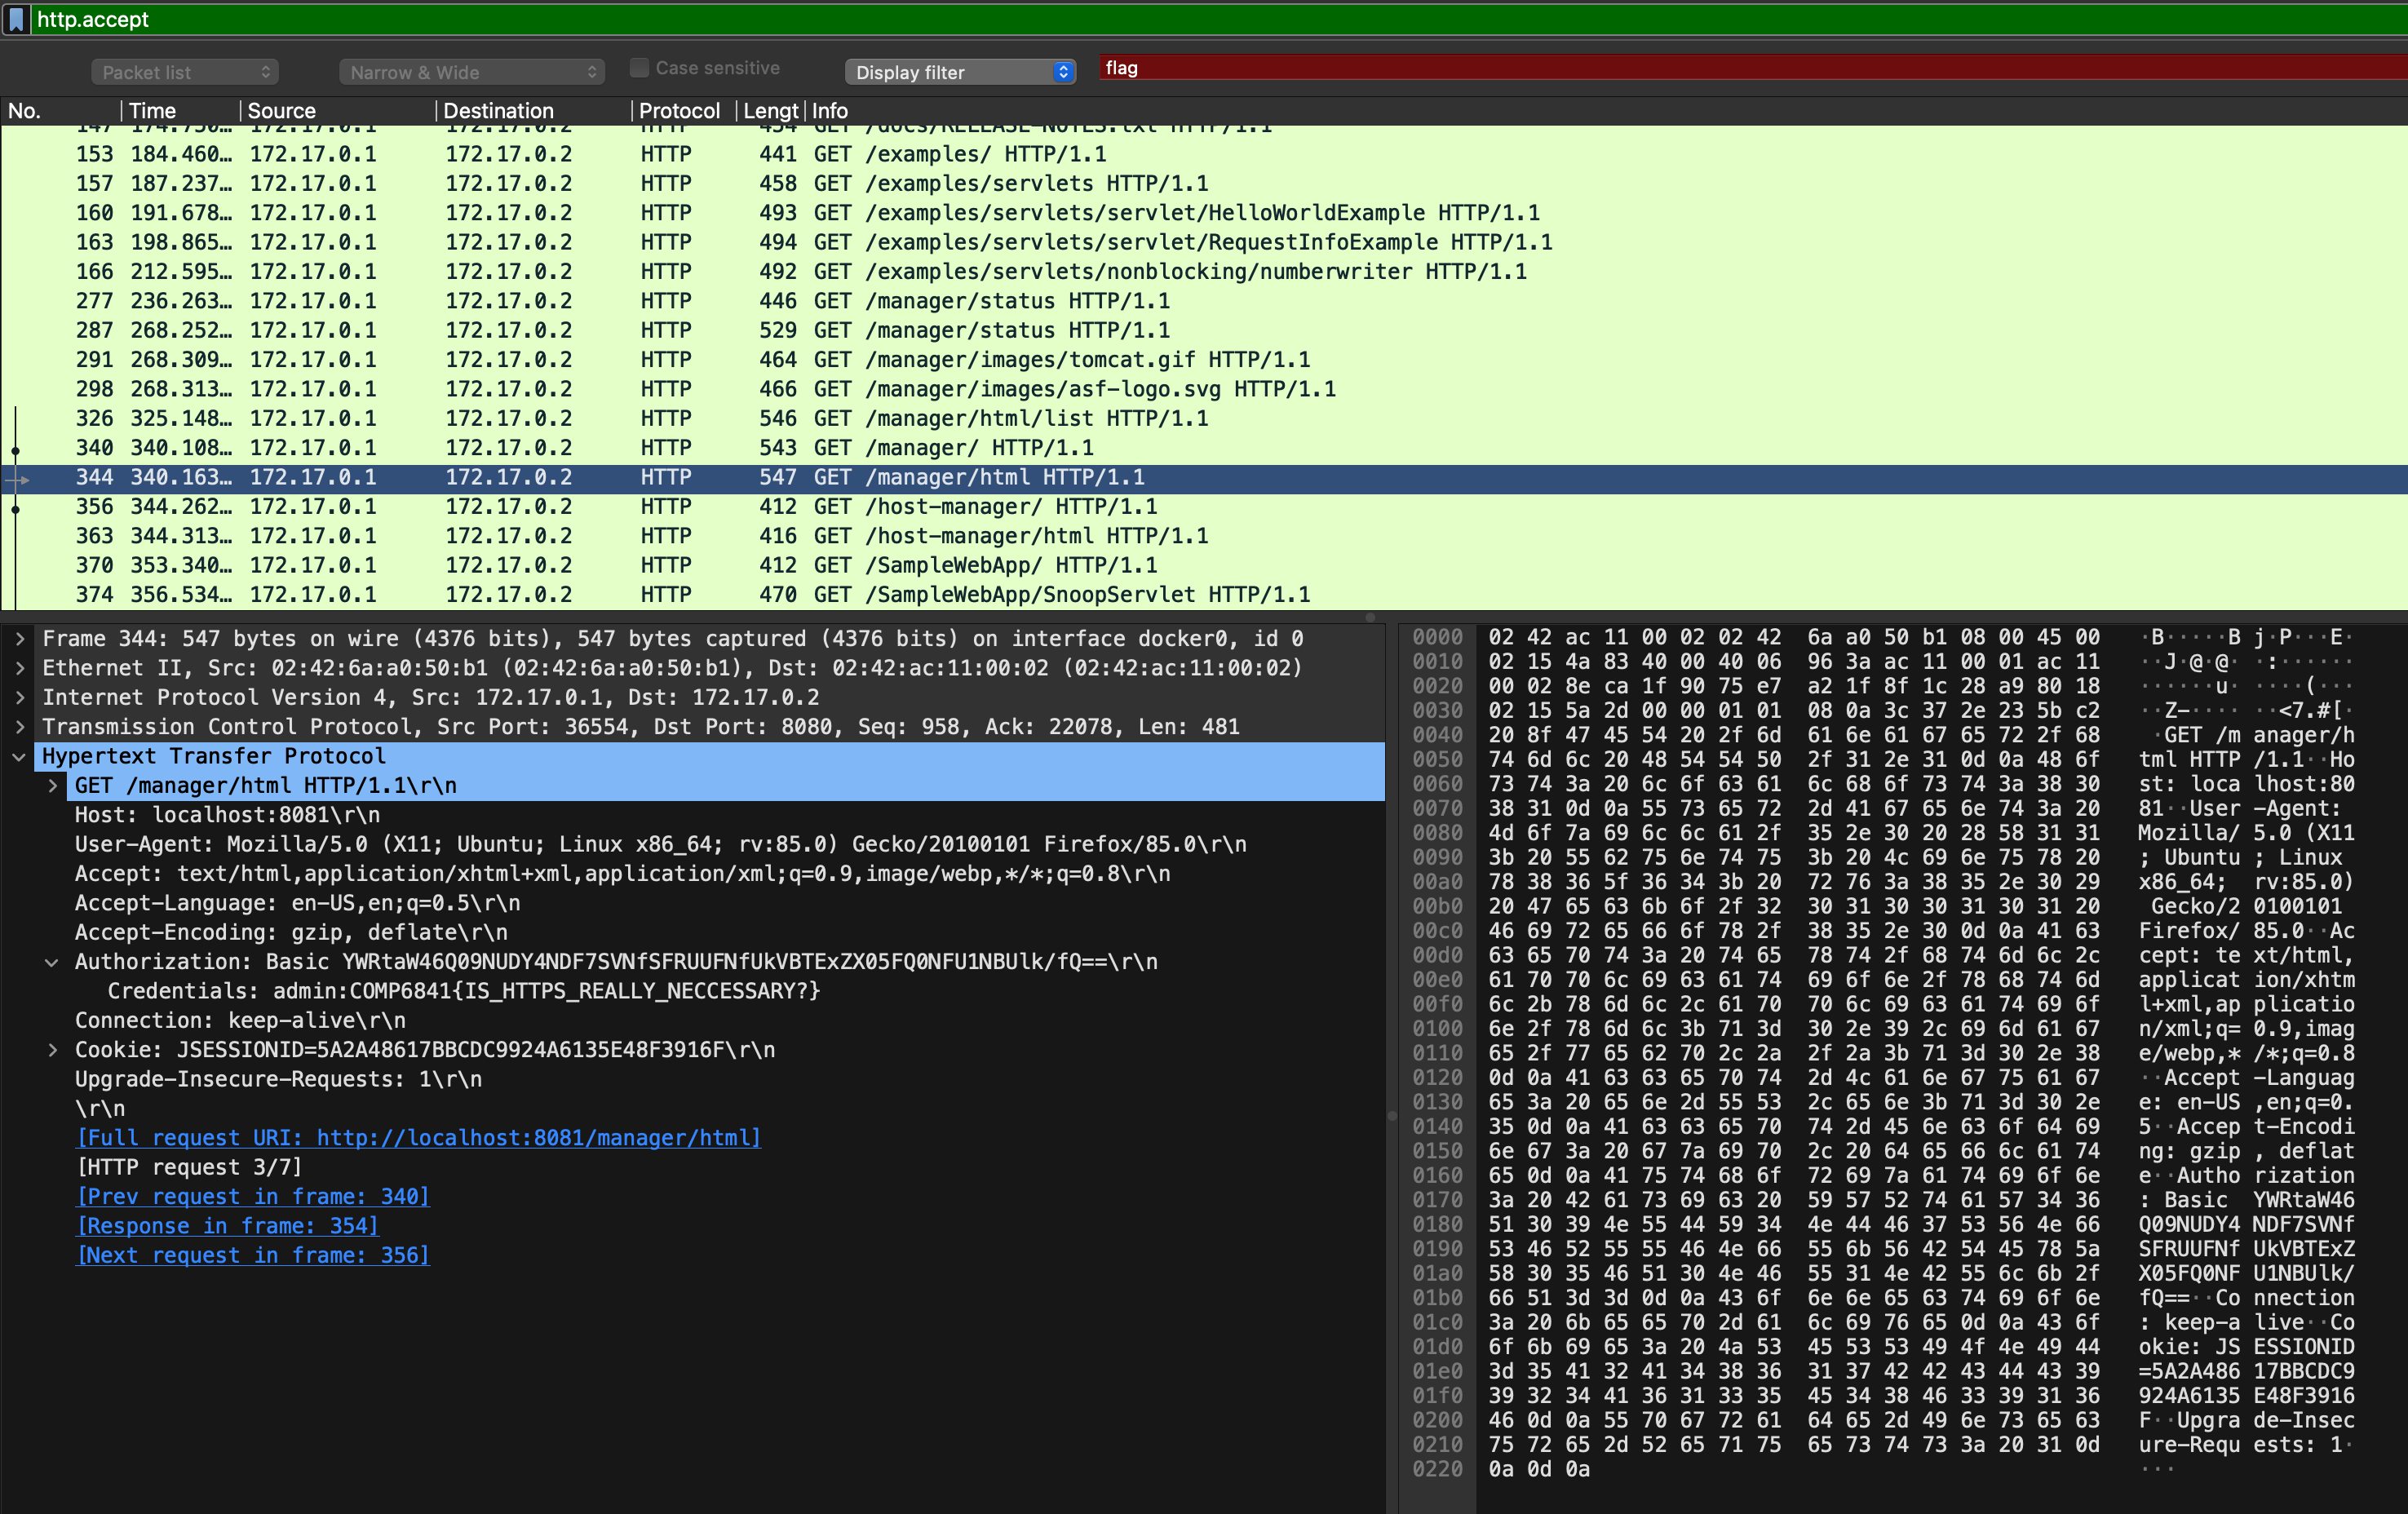 http.accept
Packet list Narrow & Wide Case sensitive Display filter flag
No. Time Source Destination Protocol Lengt Info
147 174.750… 172.17.0.1 172.17.0.2 HTTP 454 GET /docs/RELEASE-NOTES.txt HTTP/1.1
153 184.460… 172.17.0.1 172.17.0.2 HTTP 441 GET /examples/ HTTP/1.1
157 187.237… 172.17.0.1 172.17.0.2 HTTP 458 GET /examples/servlets HTTP/1.1
160 191.678… 172.17.0.1 172.17.0.2 HTTP 493 GET /examples/servlets/servlet/HelloWorldExample HTTP/1.1
163 198.865… 172.17.0.1 172.17.0.2 HTTP 494 GET /examples/servlets/servlet/RequestInfoExample HTTP/1.1
166 212.595… 172.17.0.1 172.17.0.2 HTTP 492 GET /examples/servlets/nonblocking/numberwriter HTTP/1.1
277 236.263… 172.17.0.1 172.17.0.2 HTTP 446 GET /manager/status HTTP/1.1
287 268.252… 172.17.0.1 172.17.0.2 HTTP 529 GET /manager/status HTTP/1.1
291 268.309… 172.17.0.1 172.17.0.2 HTTP 464 GET /manager/images/tomcat.gif HTTP/1.1
298 268.313… 172.17.0.1 172.17.0.2 HTTP 466 GET /manager/images/asf-logo.svg HTTP/1.1
326 325.148… 172.17.0.1 172.17.0.2 HTTP 546 GET /manager/html/list HTTP/1.1
340 340.108… 172.17.0.1 172.17.0.2 HTTP 543 GET /manager/ HTTP/1.1
344 340.163… 172.17.0.1 172.17.0.2 HTTP 547 GET /manager/html HTTP/1.1
356 344.262… 172.17.0.1 172.17.0.2 HTTP 412 GET /host-manager/ HTTP/1.1
363 344.313… 172.17.0.1 172.17.0.2 HTTP 416 GET /host-manager/html HTTP/1.1
370 353.340… 172.17.0.1 172.17.0.2 HTTP 412 GET /SampleWebApp/ HTTP/1.1
374 356.534… 172.17.0.1 172.17.0.2 HTTP 470 GET /SampleWebApp/SnoopServlet HTTP/1.1
Frame 344: 547 bytes on wire (4376 bits), 547 bytes captured (4376 bits) on interface docker0, id 0
Ethernet II, Src: 02:42:6a:a0:50:b1 (02:42:6a:a0:50:b1), Dst: 02:42:ac:11:00:02 (02:42:ac:11:00:02)
Internet Protocol Version 4, Src: 172.17.0.1, Dst: 172.17.0.2
Transmission Control Protocol, Src Port: 36554, Dst Port: 8080, Seq: 958, Ack: 22078, Len: 481
Hypertext Transfer Protocol
GET /manager/html HTTP/1.1\r\n
Host: localhost:8081\r\n
User-Agent: Mozilla/5.0 (X11; Ubuntu; Linux x86_64; rv:85.0) Gecko/20100101 Firefox/85.0\r\n
Accept: text/html,application/xhtml+xml,application/xml;q=0.9,image/webp,*/*;q=0.8\r\n
Accept-Language: en-US,en;q=0.5\r\n
Accept-Encoding: gzip, deflate\r\n
Authorization: Basic YWRtaW46Q09NUDY4NDF7SVNfSFRUUFNfUkVBTExZX05FQ0NFU1NBUlk/fQ==\r\n
Credentials: admin:COMP6841{IS_HTTPS_REALLY_NECCESSARY?}
Connection: keep-alive\r\n
Cookie: JSESSIONID=5A2A48617BBCDC9924A6135E48F3916F\r\n
Upgrade-Insecure-Requests: 1\r\n
\r\n
[Full request URI: http://localhost:8081/manager/html]
[HTTP request 3/7]
[Prev request in frame: 340]
[Response in frame: 354]
[Next request in frame: 356]
0000 02 42 ac 11 00 02 02 42 6a a0 50 b1 08 00 45 00 ·B·····B j·P···E·
0010 02 15 4a 83 40 00 40 06 96 3a ac 11 00 01 ac 11 ··J·@·@· ·:······
0020 00 02 8e ca 1f 90 75 e7 a2 1f 8f 1c 28 a9 80 18 ······u· ····(···
0030 02 15 5a 2d 00 00 01 01 08 0a 3c 37 2e 23 5b c2 ··Z-···· ··<7.#[·
0040 20 8f 47 45 54 20 2f 6d 61 6e 61 67 65 72 2f 68 ·GET /m anager/h
0050 74 6d 6c 20 48 54 54 50 2f 31 2e 31 0d 0a 48 6f tml HTTP /1.1··Ho
0060 73 74 3a 20 6c 6f 63 61 6c 68 6f 73 74 3a 38 30 st: loca lhost:80
0070 38 31 0d 0a 55 73 65 72 2d 41 67 65 6e 74 3a 20 81··User -Agent:
0080 4d 6f 7a 69 6c 6c 61 2f 35 2e 30 20 28 58 31 31 Mozilla/ 5.0 (X11
0090 3b 20 55 62 75 6e 74 75 3b 20 4c 69 6e 75 78 20 ; Ubuntu ; Linux
00a0 78 38 36 5f 36 34 3b 20 72 76 3a 38 35 2e 30 29 x86_64; rv:85.0)
00b0 20 47 65 63 6b 6f 2f 32 30 31 30 30 31 30 31 20 Gecko/2 0100101
00c0 46 69 72 65 66 6f 78 2f 38 35 2e 30 0d 0a 41 63 Firefox/ 85.0··Ac
00d0 63 65 70 74 3a 20 74 65 78 74 2f 68 74 6d 6c 2c cept: te xt/html,
00e0 61 70 70 6c 69 63 61 74 69 6f 6e 2f 78 68 74 6d applicat ion/xhtm
00f0 6c 2b 78 6d 6c 2c 61 70 70 6c 69 63 61 74 69 6f l+xml,ap plicatio
0100 6e 2f 78 6d 6c 3b 71 3d 30 2e 39 2c 69 6d 61 67 n/xml;q= 0.9,imag
0110 65 2f 77 65 62 70 2c 2a 2f 2a 3b 71 3d 30 2e 38 e/webp,* /*;q=0.8
0120 0d 0a 41 63 63 65 70 74 2d 4c 61 6e 67 75 61 67 ··Accept -Languag
0130 65 3a 20 65 6e 2d 55 53 2c 65 6e 3b 71 3d 30 2e e: en-US ,en;q=0.
0140 35 0d 0a 41 63 63 65 70 74 2d 45 6e 63 6f 64 69 5··Accep t-Encodi
0150 6e 67 3a 20 67 7a 69 70 2c 20 64 65 66 6c 61 74 ng: gzip , deflat
0160 65 0d 0a 41 75 74 68 6f 72 69 7a 61 74 69 6f 6e e··Autho rization
0170 3a 20 42 61 73 69 63 20 59 57 52 74 61 57 34 36 : Basic YWRtaW46
0180 51 30 39 4e 55 44 59 34 4e 44 46 37 53 56 4e 66 Q09NUDY4 NDF7SVNf
0190 53 46 52 55 55 46 4e 66 55 6b 56 42 54 45 78 5a SFRUUFNf UkVBTExZ
01a0 58 30 35 46 51 30 4e 46 55 31 4e 42 55 6c 6b 2f X05FQ0NF U1NBUlk/
01b0 66 51 3d 3d 0d 0a 43 6f 6e 6e 65 63 74 69 6f 6e fQ==··Co nnection
01c0 3a 20 6b 65 65 70 2d 61 6c 69 76 65 0d 0a 43 6f : keep-a live··Co
01d0 6f 6b 69 65 3a 20 4a 53 45 53 53 49 4f 4e 49 44 okie: JS ESSIONID
01e0 3d 35 41 32 41 34 38 36 31 37 42 42 43 44 43 39 =5A2A486 17BBCDC9
01f0 39 32 34 41 36 31 33 35 45 34 38 46 33 39 31 36 924A6135 E48F3916
0200 46 0d 0a 55 70 67 72 61 64 65 2d 49 6e 73 65 63 F··Upgra de-Insec
0210 75 72 65 2d 52 65 71 75 65 73 74 73 3a 20 31 0d ure-Requ ests: 1·
0220 0a 0d 0a ···